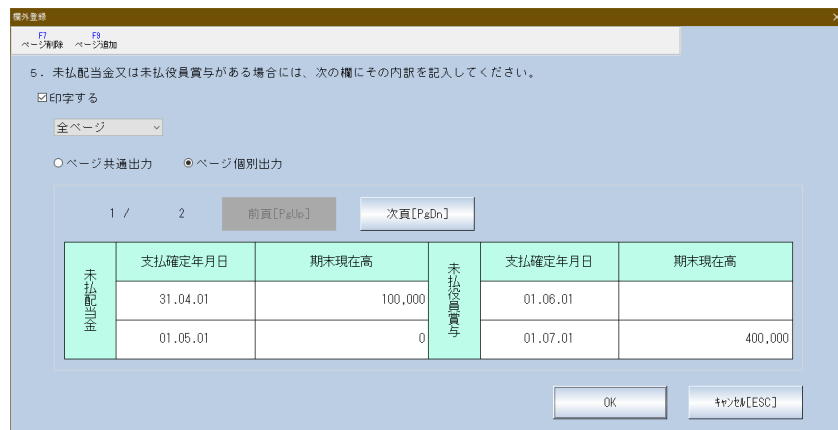 欄外登録
F7 F9
ページ削除 ページ追加
5. 未払配当金又は未払役員賞与がある場合には、次の欄にその内訳を記入してください。
印字する
全ページ
ページ共通出力 ページ個別出力
1 / 2 前頁[PgUp] 次頁[PgDn]
未払配当金 支払確定年月日 期末現在高 未払役員賞与 支払確定年月日 期末現在高
31.04.01 100,000 01.06.01
01.05.01 0 01.07.01 400,000
OK ｷｬﾝｾﾙ[ESC]